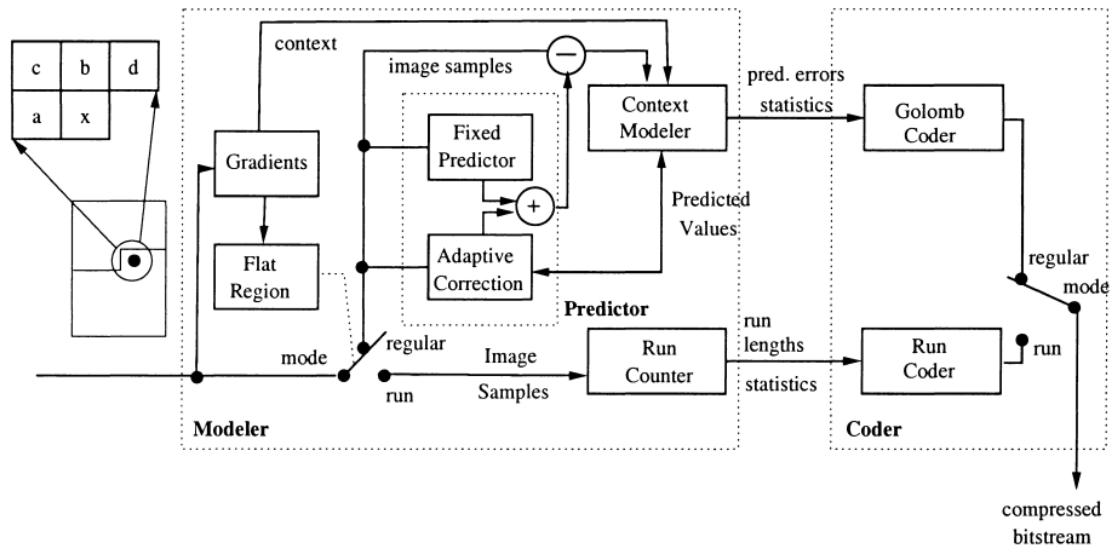 c b d
a x
context
image samples
−
Gradients
Flat
Region
Fixed
Predictor
+
Adaptive
Correction
Predictor
Context
Modeler
Predicted
Values
pred. errors
statistics
Golomb
Coder
mode
regular
run
Image
Samples
Run
Counter
run
lengths
statistics
Run
Coder
regular
mode
run
Modeler
Coder
compressed
bitstream